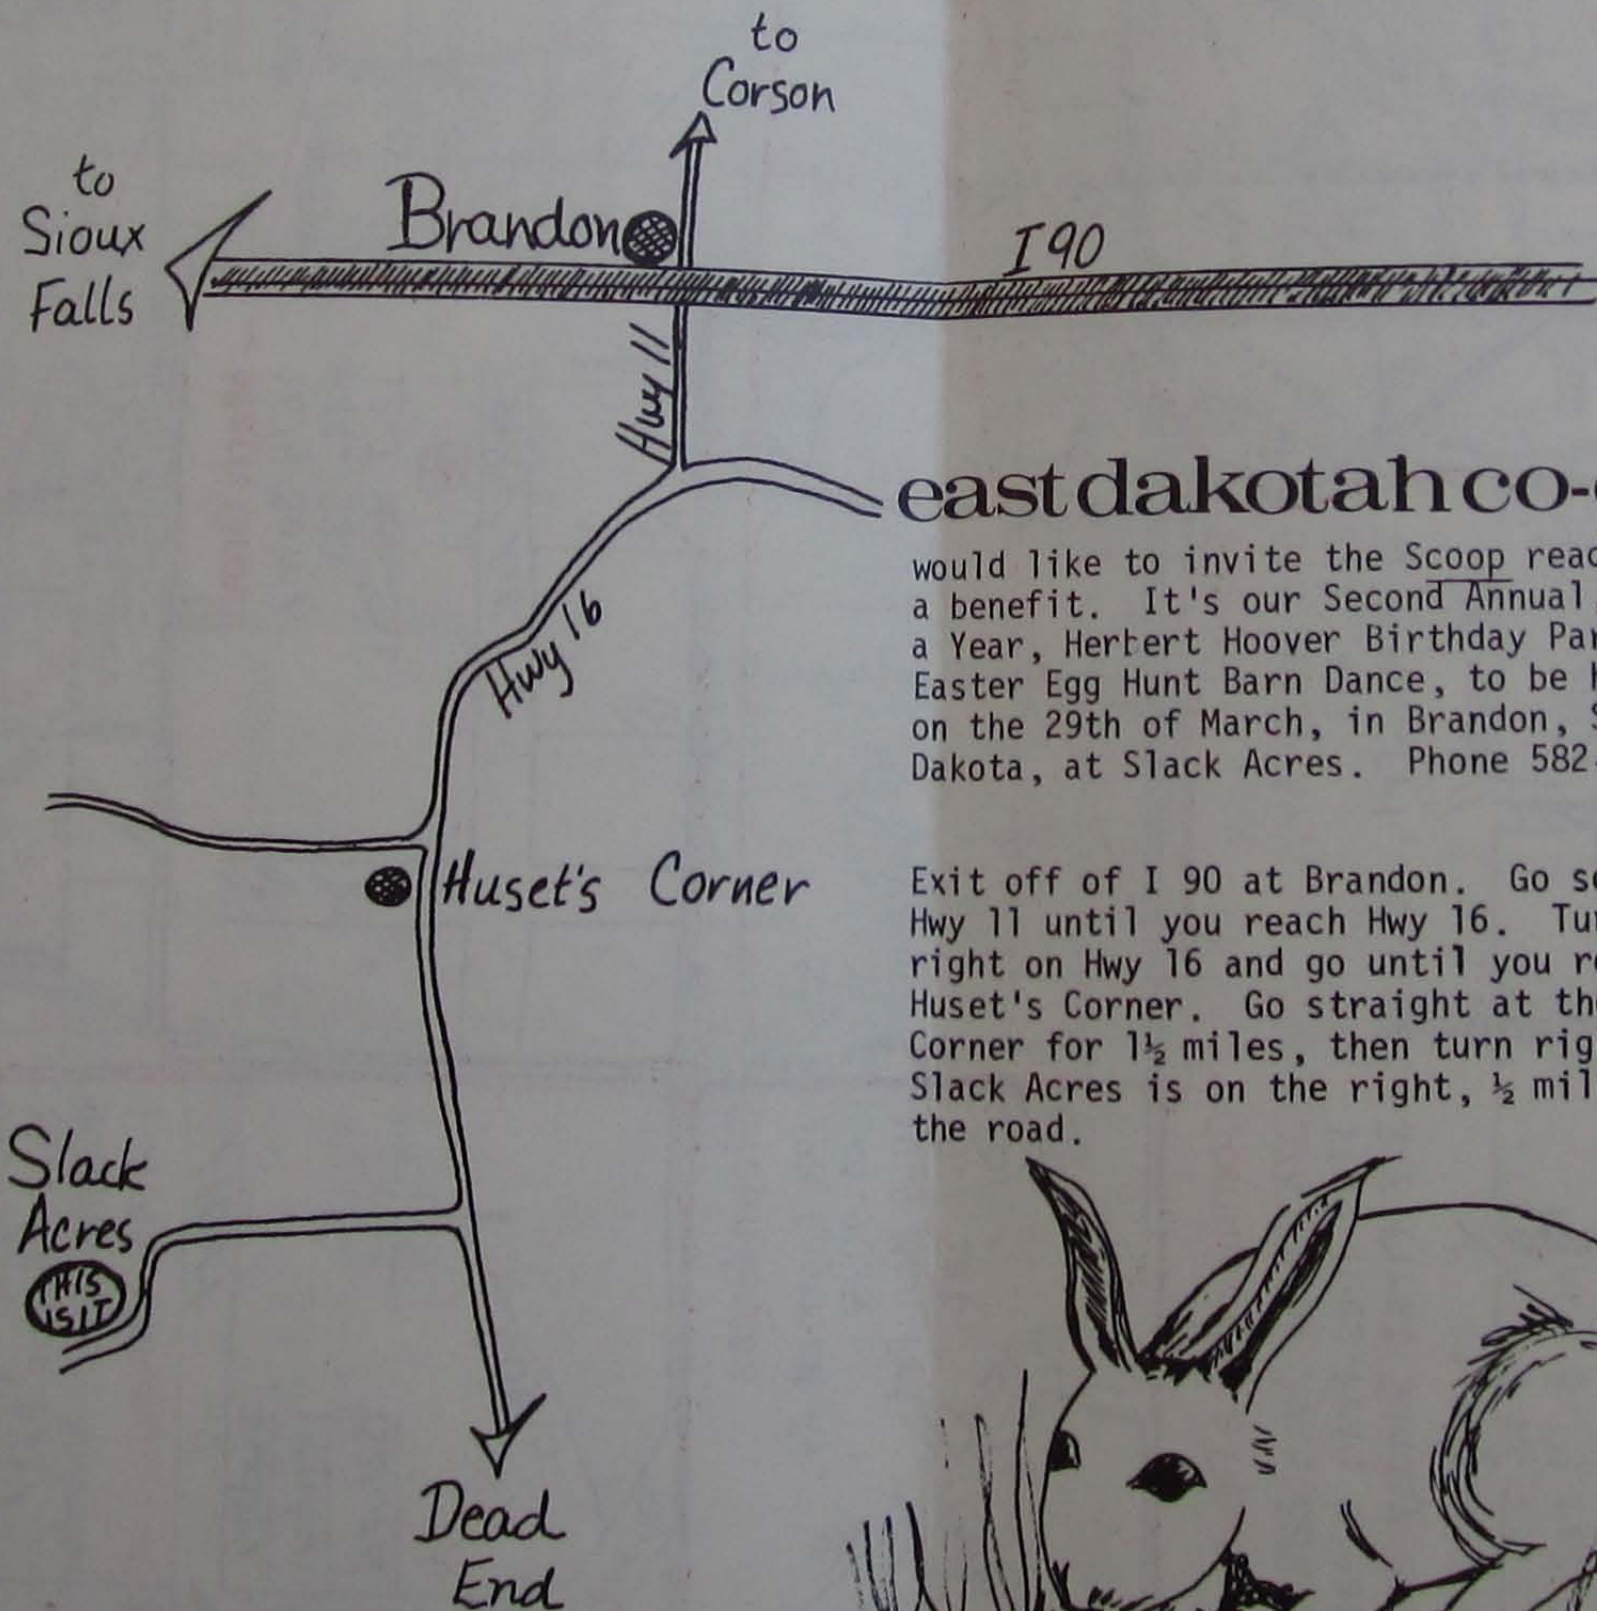 to
Corson
to
Sioux
Falls
Brandon
I 90
Hwy 11
Hwy 16
Huset's Corner
Slack
Acres
THIS
IS IT
Dead
End
east dakotah co-
would like to invite the Scoop
a benefit. It's our Second Annual
a Year, Herbert Hoover Birthday
Easter Egg Hunt Barn Dance, to be
on the 29th of March, in Brandon,
Dakota, at Slack Acres. Phone 582
Exit off of I 90 at Brandon. Go
Hwy 11 until you reach Hwy 16.
right on Hwy 16 and go until you
Huset's Corner. Go straight at
Corner for 1½ miles, then turn
Slack Acres is on the right, ½
the road.